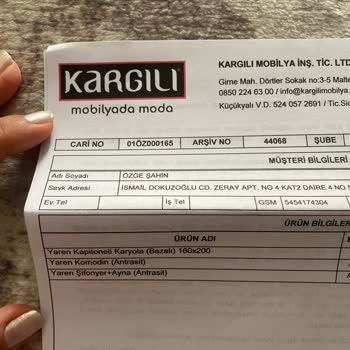 KARGILI
mobilyada moda
KARGILI MOBİLYA İNŞ. TİC. LTD
Girne Mah. Dörtler Sokak no:3-5 Malte
0850 224 63 00 / info@kargilimobilya.
Küçükyalı V.D. 524 057 2691 / Tic.Sic
CARİ NO 01ÖZ000165 ARŞİV NO 44068 ŞUBE
MÜŞTERİ BİLGİLERİ
Adı Soyadı ÖZGE ŞAHİN
Sevk Adresi İSMAİL DOKUZOĞLU CD. ZERAY APT. NO 4 KAT2 DAİRE 4 NO
Ev Tel İş Tel GSM 5454174304
ÜRÜN BİLGİLER
ÜRÜN ADI
Yaren Kapitoneli Karyola (Bazalı) 160x200
Yaren Komodin (Antrasit)
Yaren Şifonyer+Ayna (Antrasit)